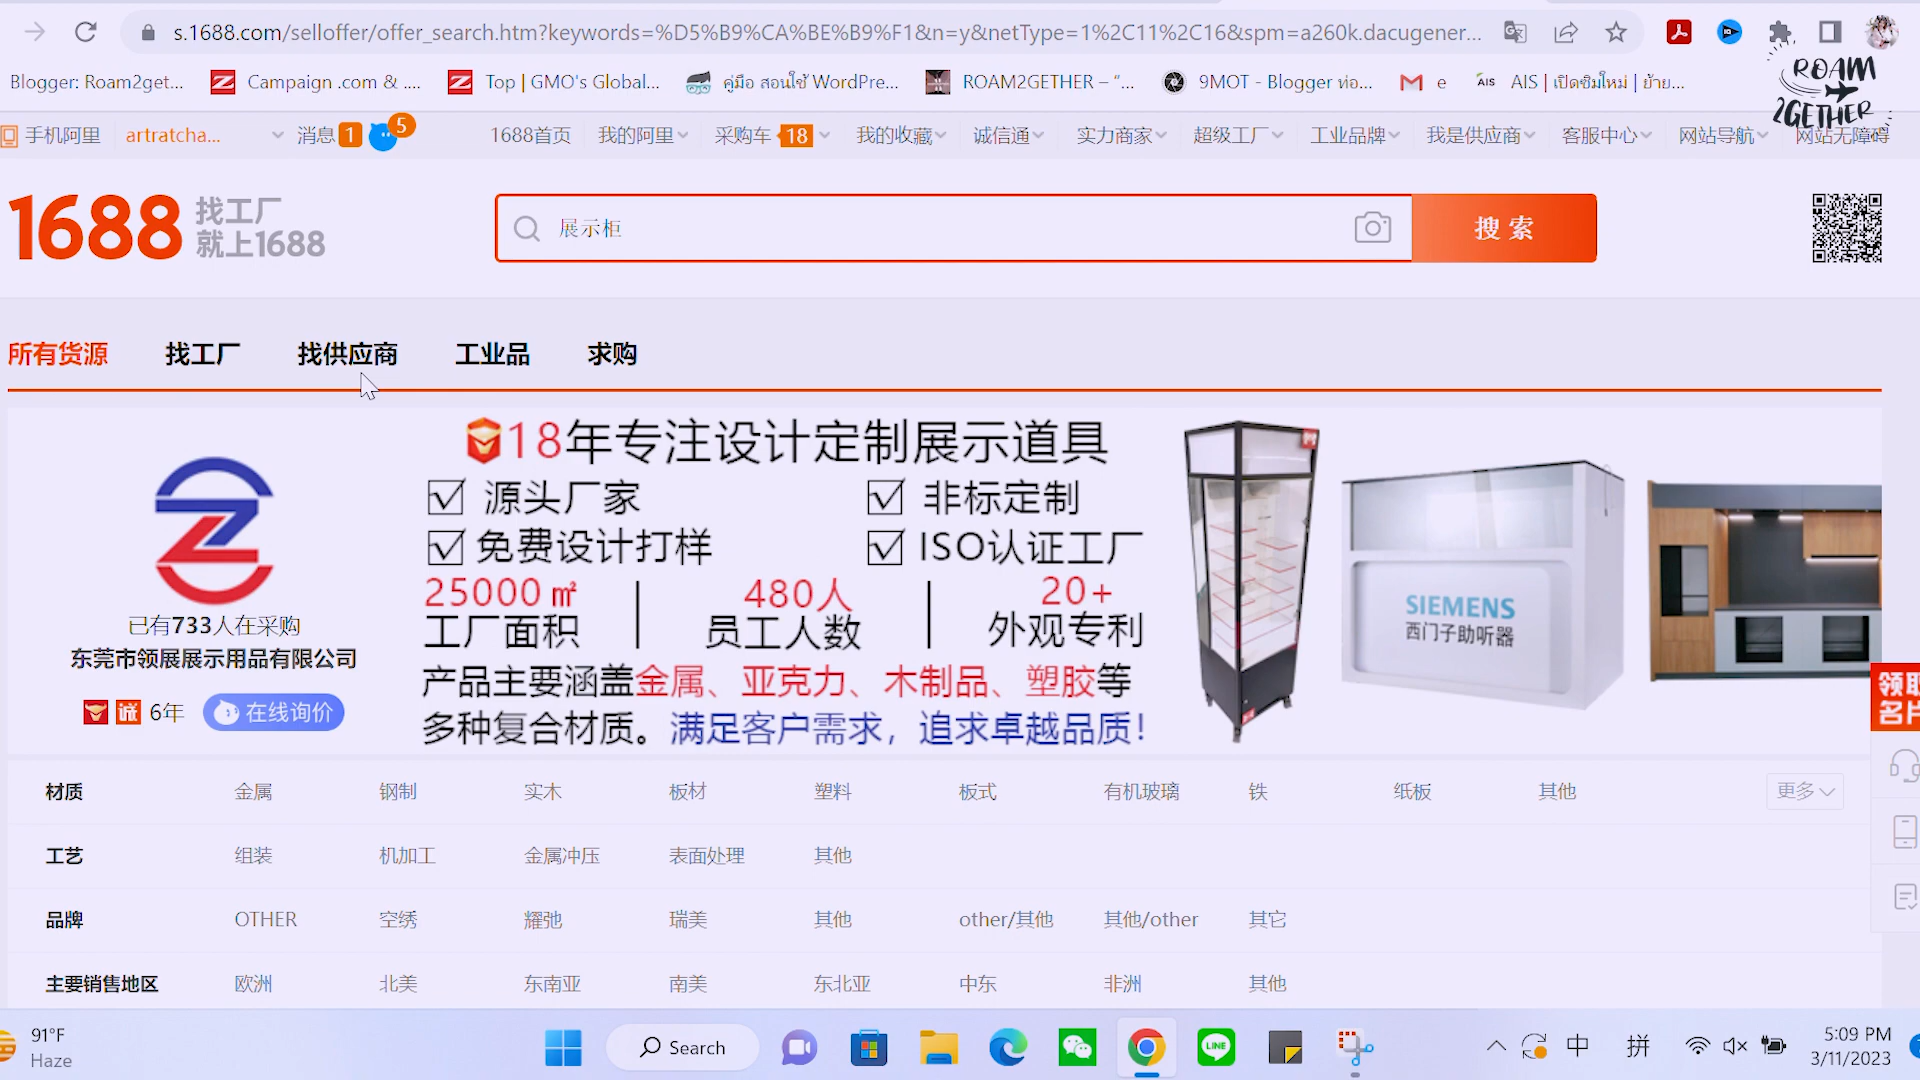 s.1688.com/selloffer/offer_search.htm?keywords=%D5%B9%CA%BE%B9%F1&n=y&netType=1%2C11%2C16&spm=a260k.dacugener...
Blogger: Roam2get... Campaign .com & .... Top | GMO's Global... คู่มือ สอนใช้ WordPre... ROAM2GETHER – “... 9MOT - Blogger ท่อ... e AIS AIS | เปิดซิมใหม่ | ย้าย...
ROAM
2GETHER
手机阿里 artratcha... 消息 1 5 1688首页 我的阿里 采购车 18 我的收藏 诚信通 实力商家 超级工厂 工业品牌 我是供应商 客服中心 网站导航 网站无障碍
1688 找工厂
就上1688
展示柜 搜索
所有货源 找工厂 找供应商 工业品 求购
18年专注设计定制展示道具
源头厂家 非标定制
免费设计打样 ISO认证工厂
25000㎡ 480人 20+
工厂面积 员工人数 外观专利
产品主要涵盖金属、亚克力、木制品、塑胶等
多种复合材质。满足客户需求，追求卓越品质！
已有733人在采购
东莞市领展展示用品有限公司
诚 6年 在线询价
SIEMENS
西门子助听器
领取
名片
材质 金属 钢制 实木 板材 塑料 板式 有机玻璃 铁 纸板 其他 更多
工艺 组装 机加工 金属冲压 表面处理 其他
品牌 OTHER 空绣 耀弛 瑞美 其他 other/其他 其他/other 其它
主要销售地区 欧洲 北美 东南亚 南美 东北亚 中东 非洲 其他
91°F
Haze
Search
LINE
中 拼
5:09 PM
3/11/2023